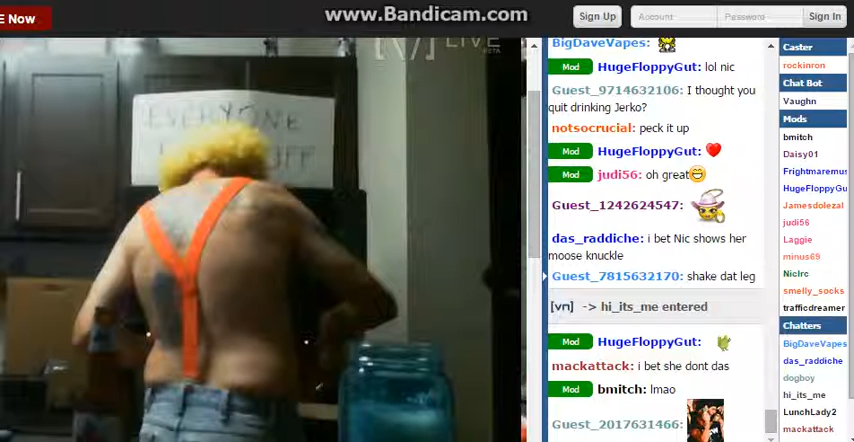 E Now
www.Bandicam.com
Sign Up
Account
Password
Sign In
LIVE
BETA
EVERYONE
OFF
BigDaveVapes:
Mod HugeFloppyGut: lol nic
Guest_9714632106: I thought you
quit drinking Jerko?
notsocrucial: peck it up
Mod HugeFloppyGut:
Mod judi56: oh great
Guest_1242624547:
das_raddiche: i bet Nic shows her
moose knuckle
Guest_7815632170: shake dat leg
[vn] -> hi_its_me entered
Mod HugeFloppyGut:
mackattack: i bet she dont das
Mod bmitch: lmao
Guest_2017631466:
Caster
rockinron
Chat Bot
Vaughn
Mods
bmitch
Daisy01
Frightmaremus
HugeFloppyGu
Jamesdolezal
judi56
Laggie
minus69
Niclrc
smelly_socks
trafficdreamer
Chatters
BigDaveVapes
das_raddiche
dogboy
hi_its_me
LunchLady2
mackattack